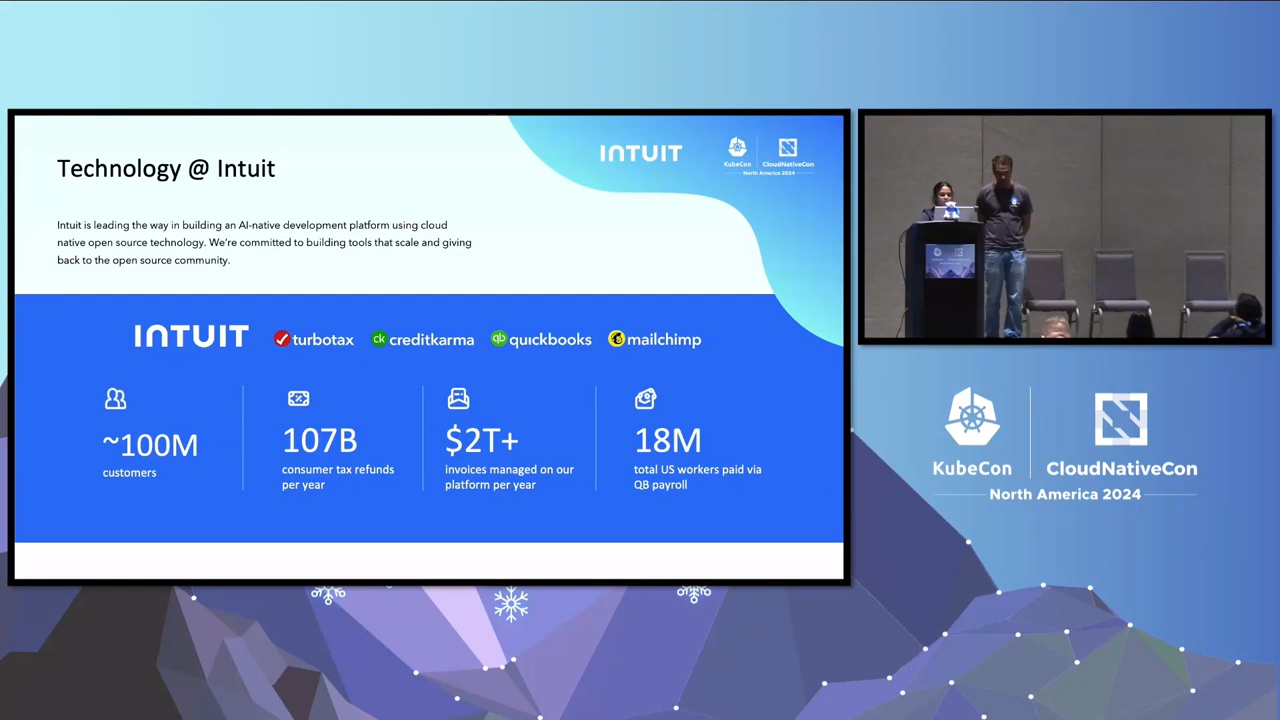 Technology @ Intuit
INTUIT
KubeCon
CloudNativeCon
North America 2024
Intuit is leading the way in building an AI-native development platform using cloud
native open source technology. We're committed to building tools that scale and giving
back to the open source community.
INTUIT
turbotax
ck creditkarma
qb quickbooks
mailchimp
~100M
customers
107B
consumer tax refunds
per year
$2T+
invoices managed on our
platform per year
18M
total US workers paid via
QB payroll
KubeCon
CloudNativeCon
North America 2024